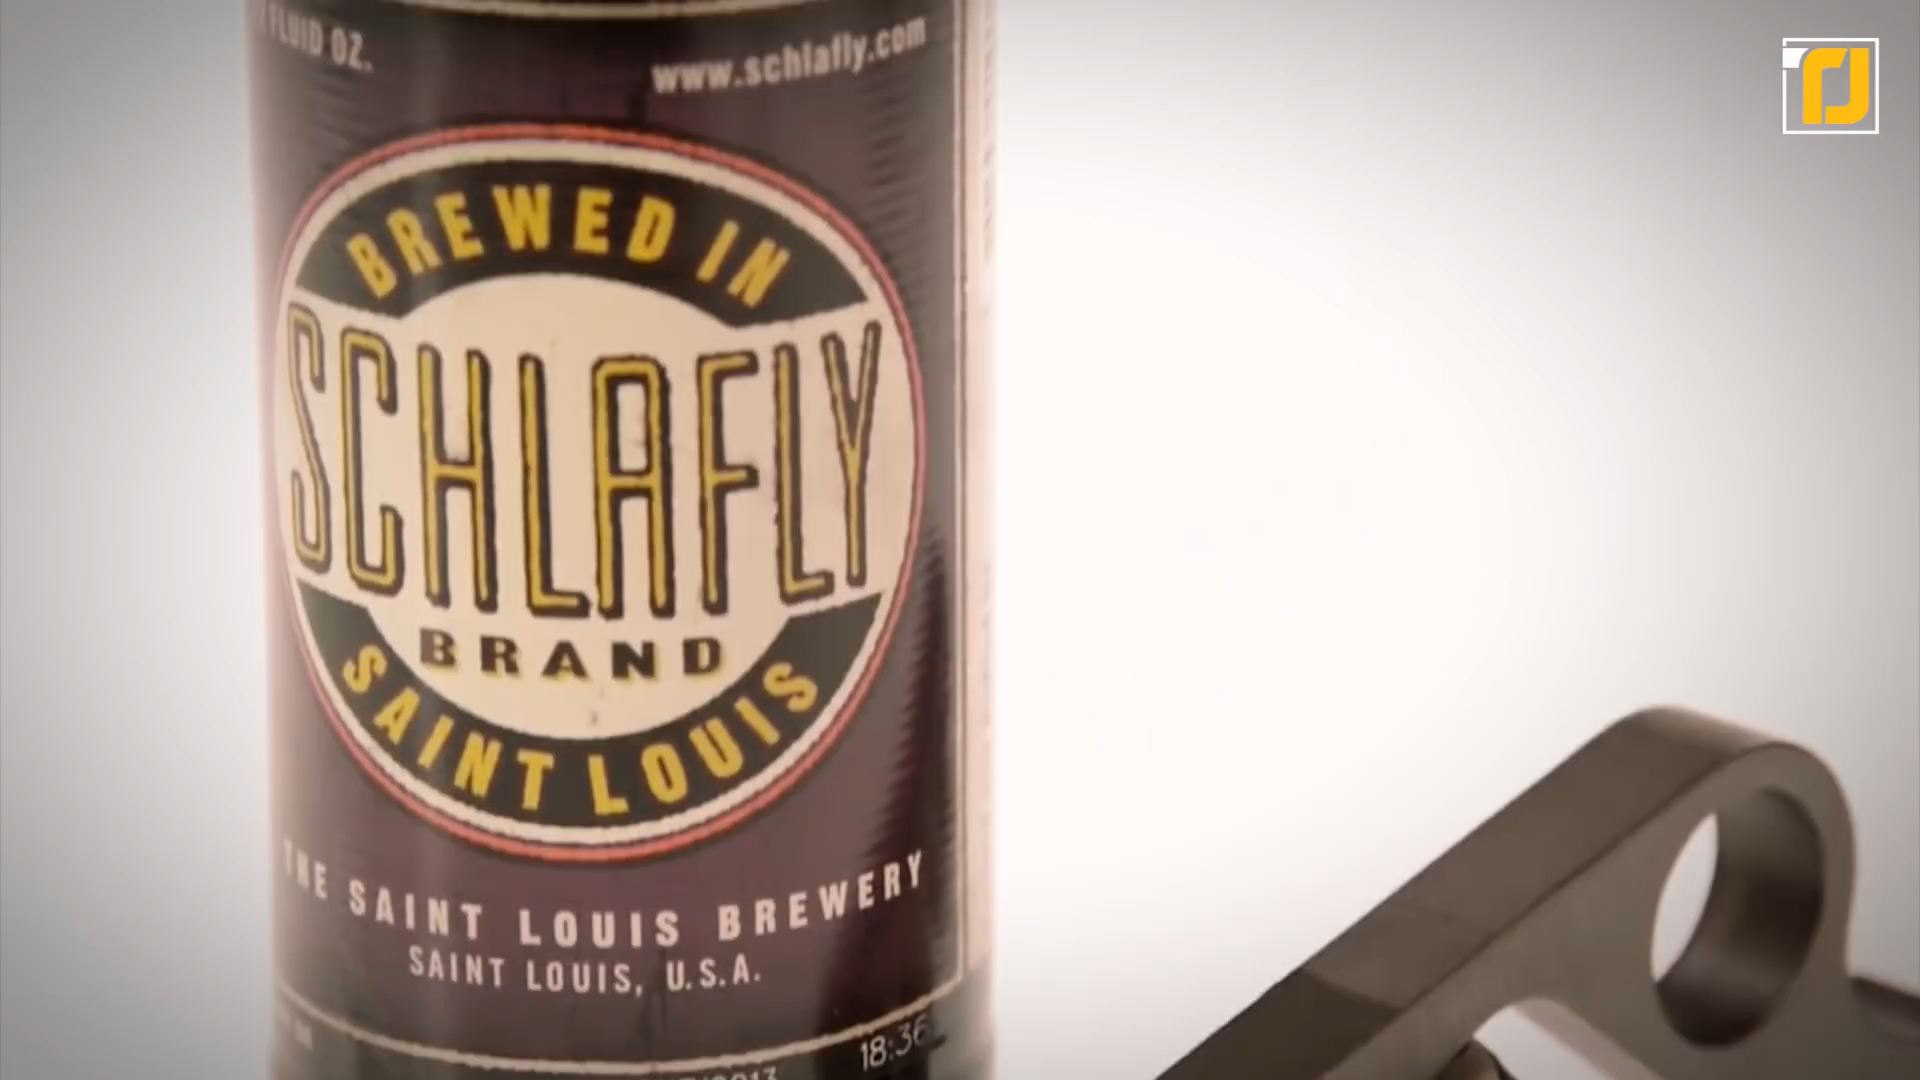 FLUID OZ.
www.schlafly.com
BREWED IN
SCHLAFLY
BRAND
SAINT LOUIS
THE SAINT LOUIS BREWERY
SAINT LOUIS, U.S.A.
18:36